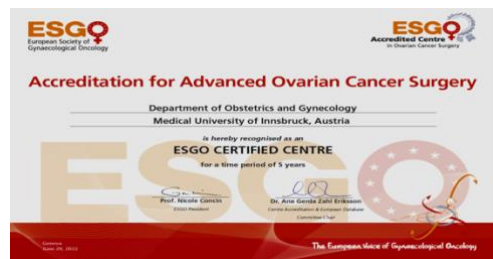 ESGO
European Society of
Gynaecological Oncology
ESGO
Accredited Centre
in Ovarian Cancer Surgery
Accreditation for Advanced Ovarian Cancer Surgery
Department of Obstetrics and Gynecology
Medical University of Innsbruck, Austria
is hereby recognised as an
ESGO CERTIFIED CENTRE
for a time period of 5 years
Prof. Nicole Concin
Dr. Ane Gerda Zahl Eriksson
ESGO President
Centre Accreditation & European Database
Committee Chair
ESGO
Geneva
The European Voice of Gynaecological Oncology